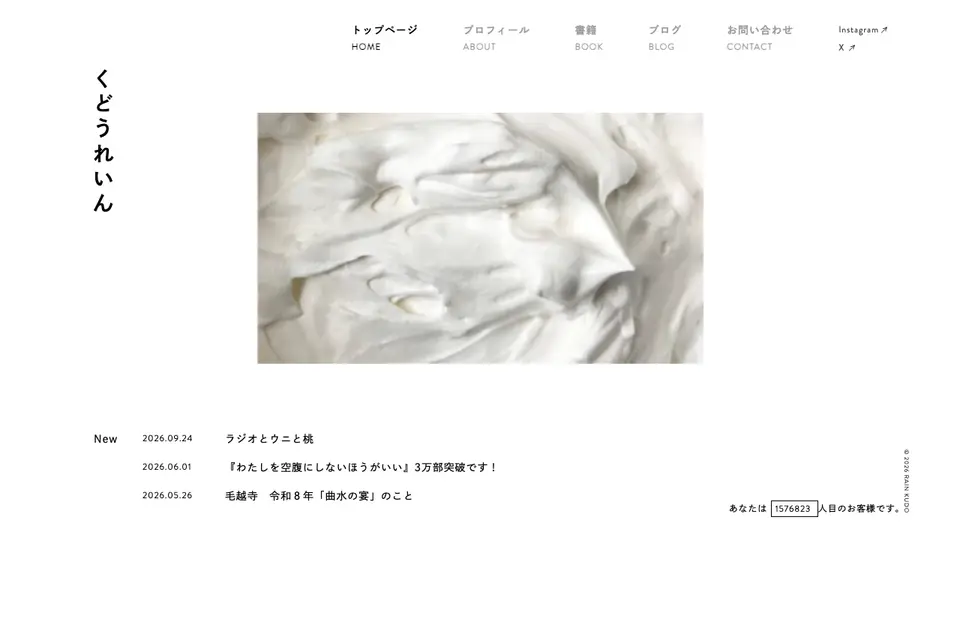 トップページ
HOME
プロフィール
ABOUT
書籍
BOOK
ブログ
BLOG
お問い合わせ
CONTACT
Instagram ↗
X ↗
くどうれいん
New 2026.09.24 ラジオとウニと桃
2026.06.01 『わたしを空腹にしないほうがいい』3万部突破です！
2026.05.26 毛越寺　令和８年「曲水の宴」のこと
あなたは 1576823 人目のお客様です。
© 2026 RAIN KUDO